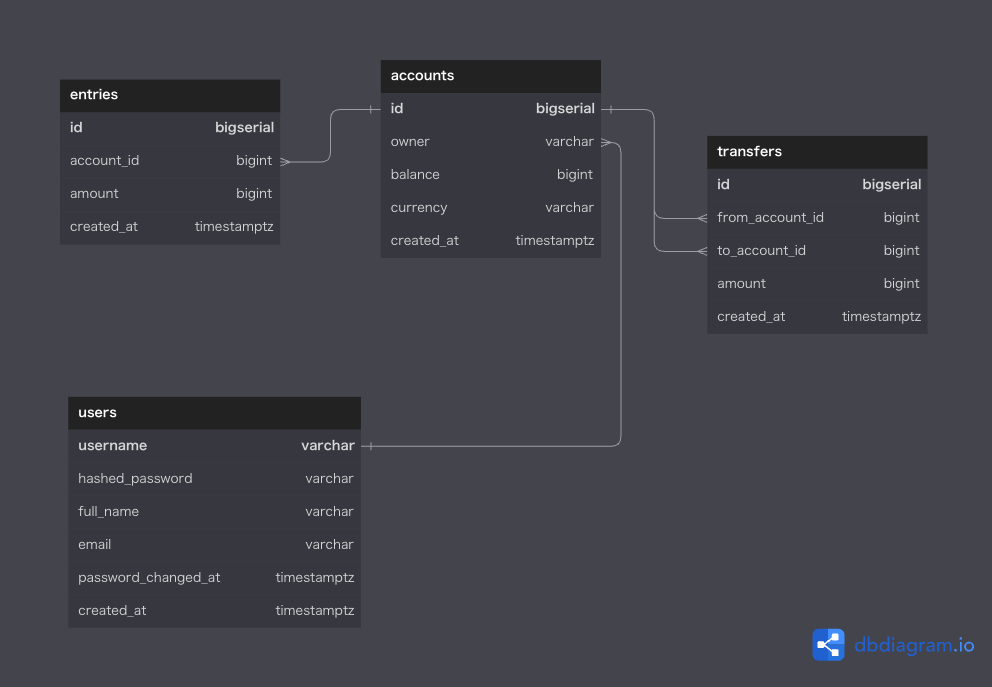 entries
id bigserial
account_id bigint
amount bigint
created_at timestamptz
accounts
id bigserial
owner varchar
balance bigint
currency varchar
created_at timestamptz
transfers
id bigserial
from_account_id bigint
to_account_id bigint
amount bigint
created_at timestamptz
users
username varchar
hashed_password varchar
full_name varchar
email varchar
password_changed_at timestamptz
created_at timestamptz
dbdiagram.io